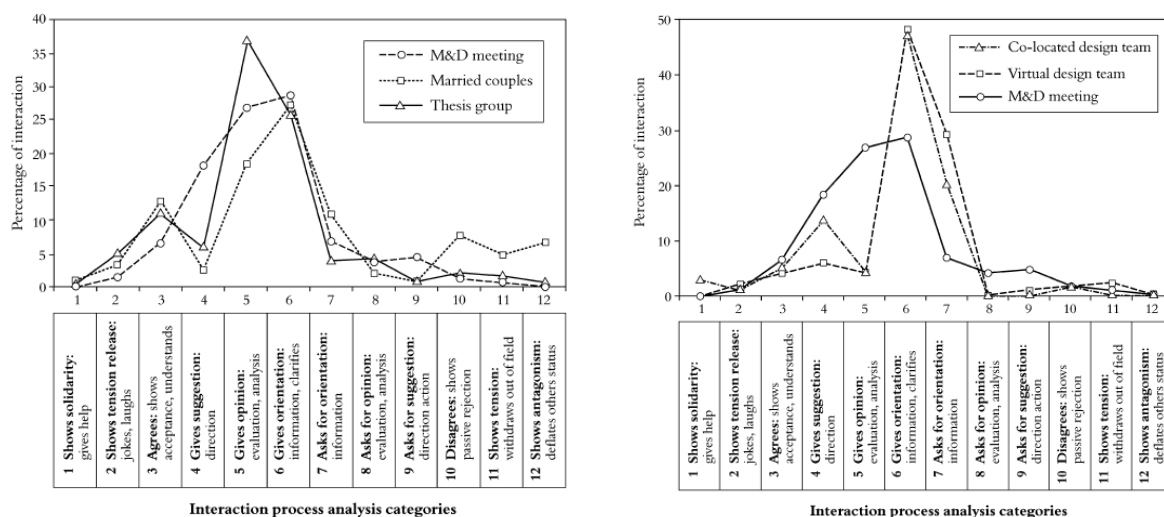 40
35
30
25
20
15
10
5
0
Percentage of interaction
M&D meeting
Married couples
Thesis group
1 2 3 4 5 6 7 8 9 10 11 12
1 Shows solidarity:
gives help
2 Shows tension release:
jokes, laughs
3 Agrees: shows
acceptance, understands
4 Gives suggestion:
direction
5 Gives opinion:
evaluation, analysis
6 Gives orientation:
information, clarifies
7 Asks for orientation:
information
8 Asks for opinion:
evaluation, analysis
9 Asks for suggestion:
direction action
10 Disagrees: shows
passive rejection
11 Shows tension:
withdraws out of field
12 Shows antagonism:
deflates others status
Interaction process analysis categories
50
40
30
20
10
0
Percentage of interaction
Co-located design team
Virtual design team
M&D meeting
1 2 3 4 5 6 7 8 9 10 11 12
1 Shows solidarity:
gives help
2 Shows tension release:
jokes, laughs
3 Agrees: shows
acceptance, understands
4 Gives suggestion:
direction
5 Gives opinion:
evaluation, analysis
6 Gives orientation:
information, clarifies
7 Asks for orientation:
information
8 Asks for opinion:
evaluation, analysis
9 Asks for suggestion:
direction action
10 Disagrees: shows
passive rejection
11 Shows tension:
withdraws out of field
12 Shows antagonism:
deflates others status
Interaction process analysis categories